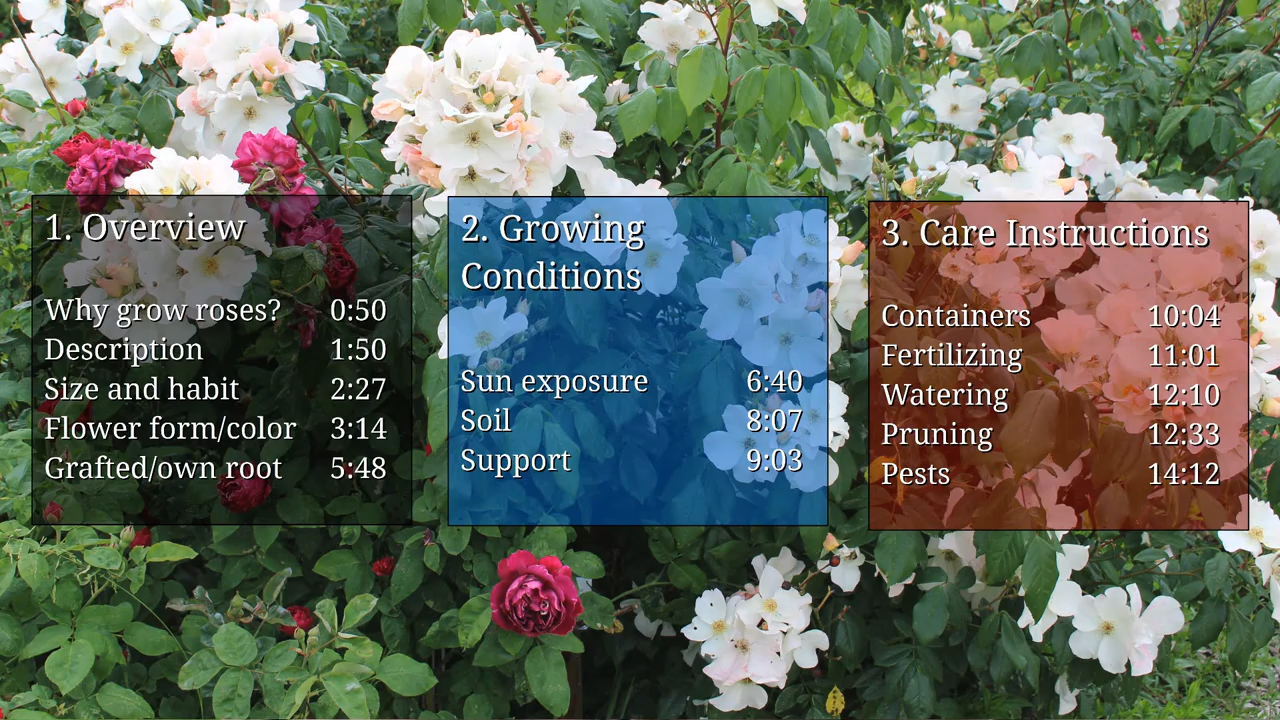 1. Overview
Why grow roses? 0:50
Description 1:50
Size and habit 2:27
Flower form/color 3:14
Grafted/own root 5:48
2. Growing
Conditions
Sun exposure 6:40
Soil 8:07
Support 9:03
3. Care Instructions
Containers 10:04
Fertilizing 11:01
Watering 12:10
Pruning 12:33
Pests 14:12